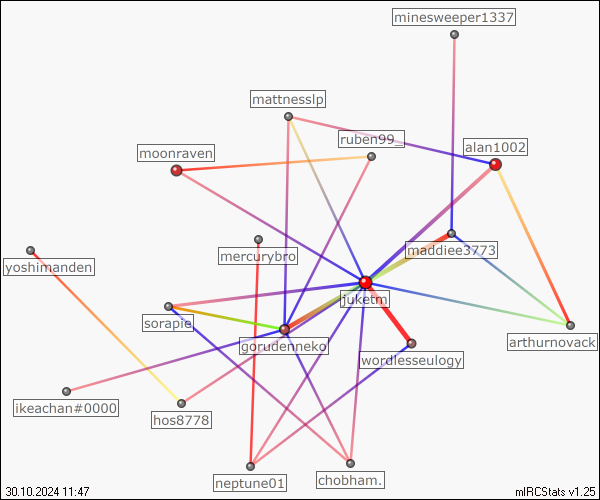 minesweeper1337
mattnesslp
ruben99_
alan1002
moonraven
mercurybro
maddiee3773
yoshimanden
juketm
sorapie
gorudenneko
arthurnovack
wordlesseulogy
ikeachan#0000
hos8778
neptune01
chobham.
30.10.2024 11:47
mIRCStats v1.25